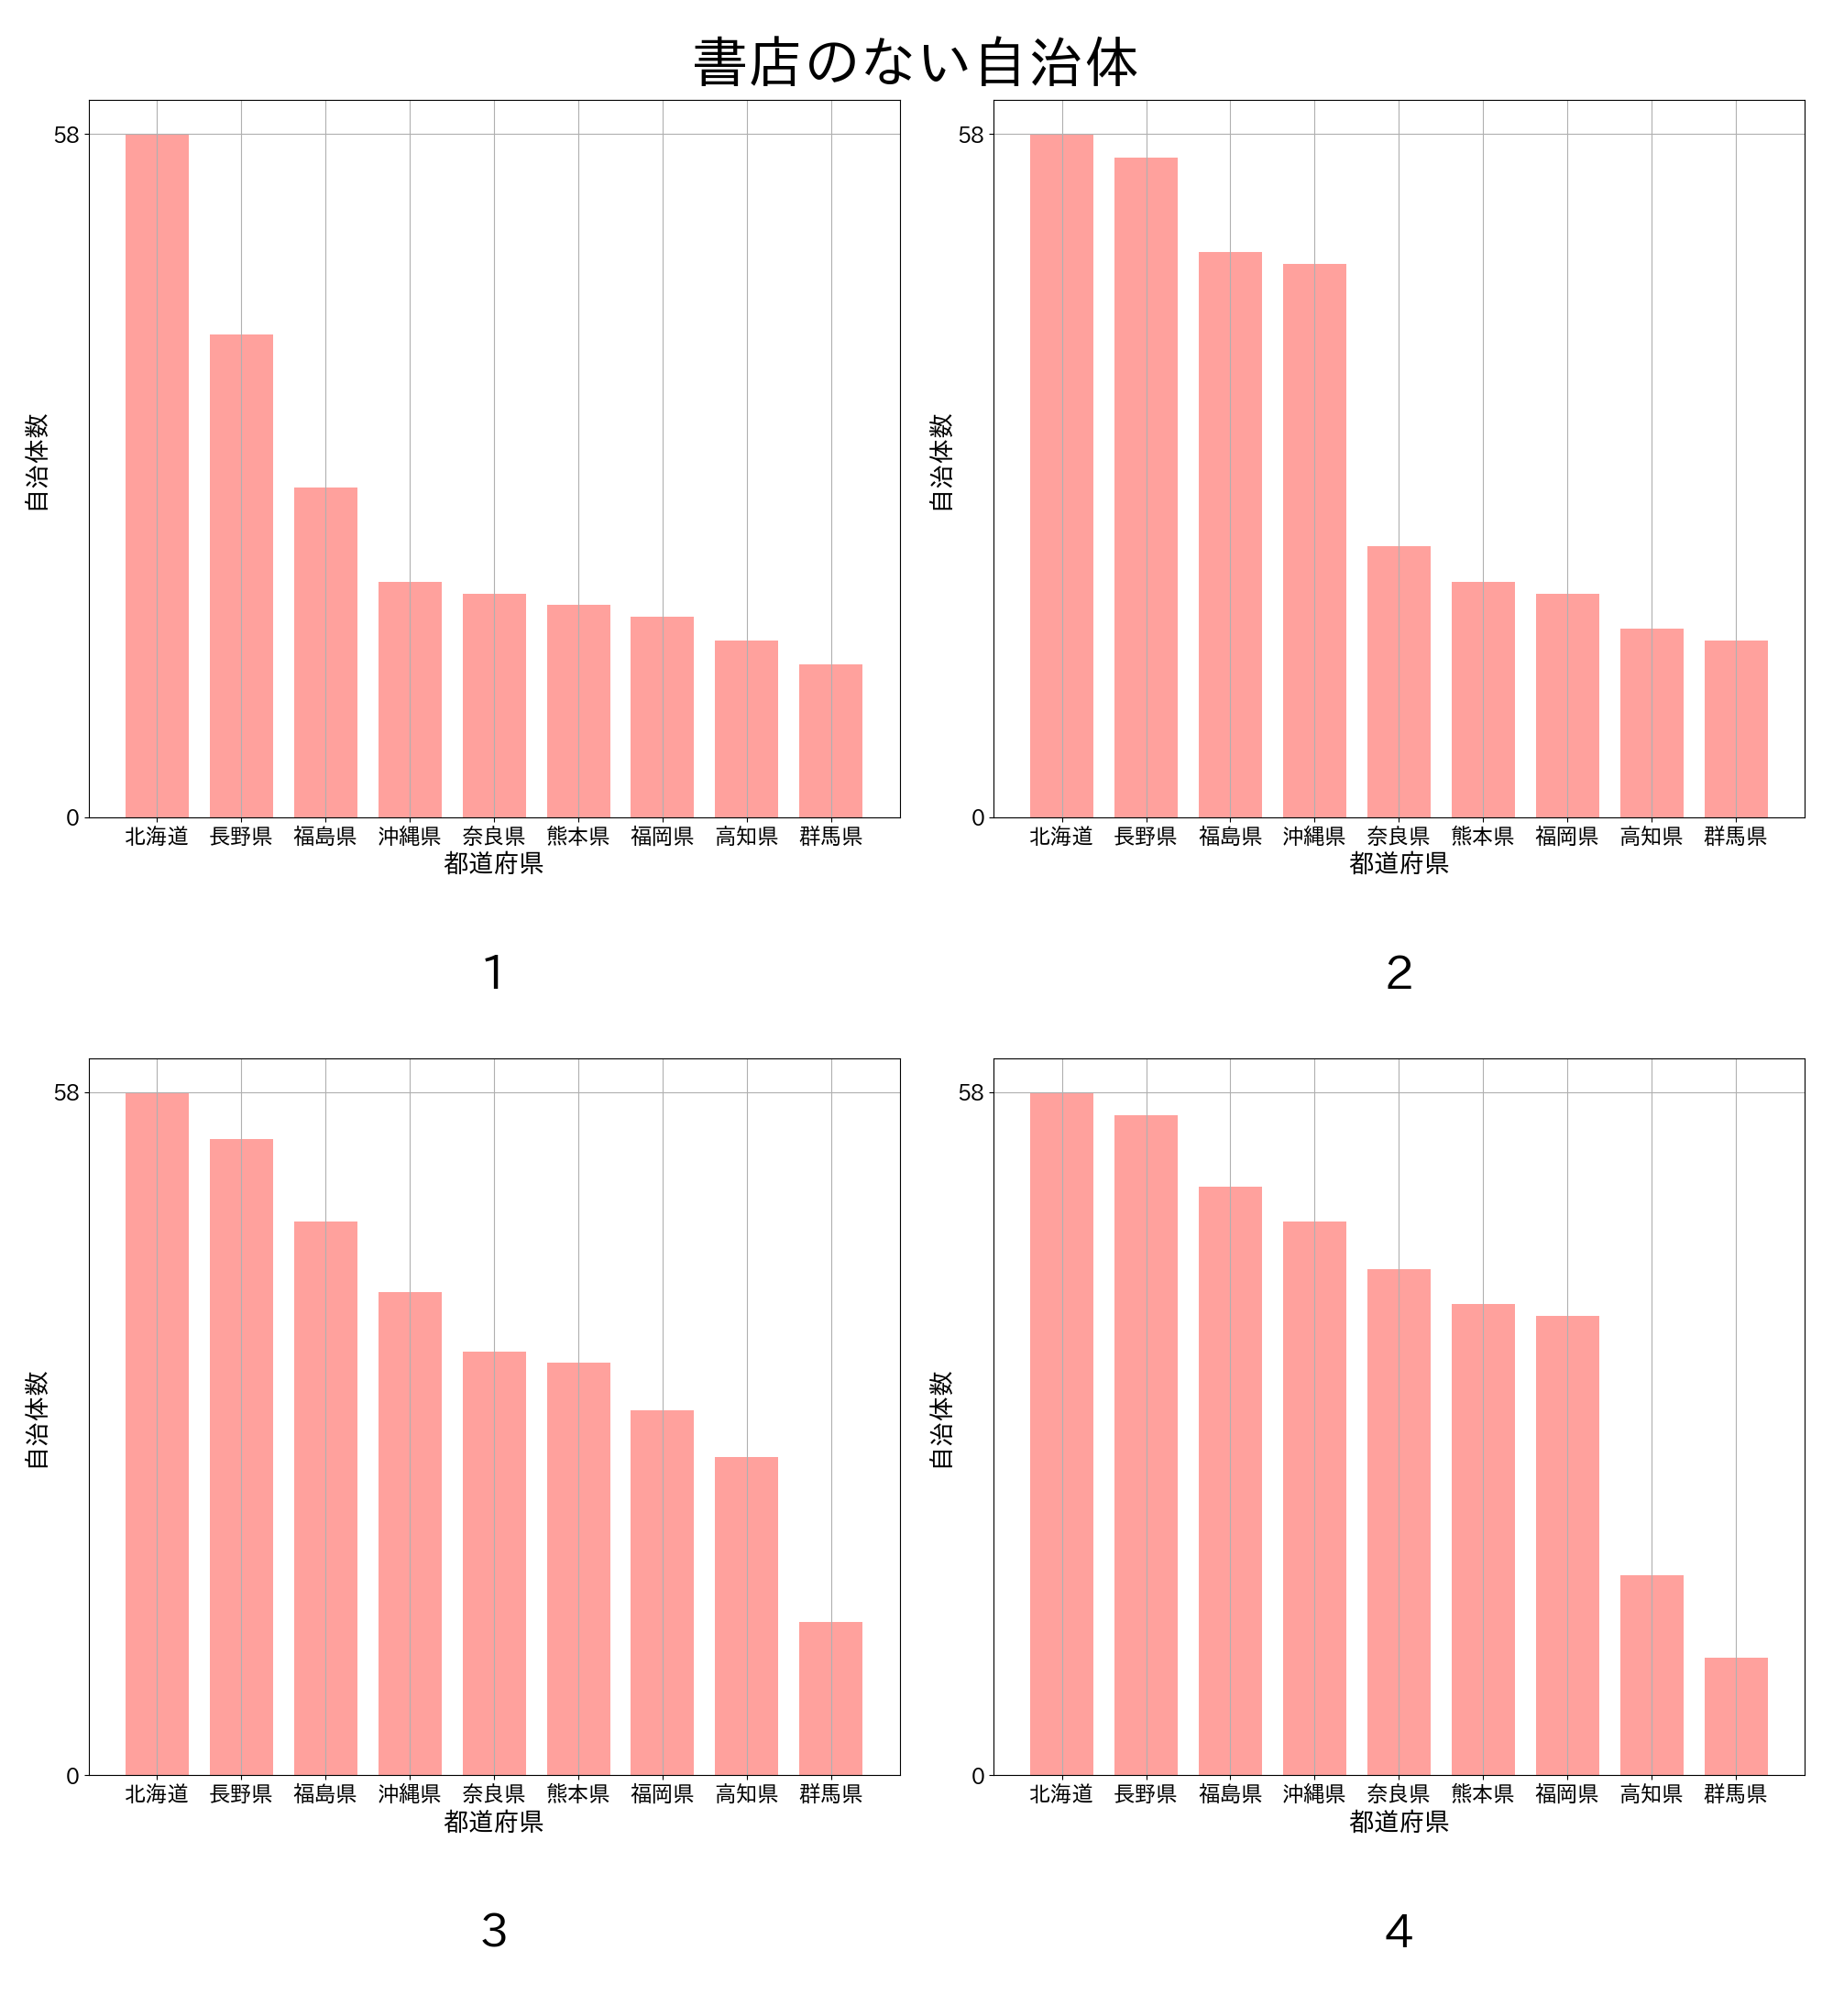 書店のない自治体
58
0
自治体数
北海道 長野県 福島県 沖縄県 奈良県 熊本県 福岡県 高知県 群馬県
都道府県
1
58
0
自治体数
北海道 長野県 福島県 沖縄県 奈良県 熊本県 福岡県 高知県 群馬県
都道府県
2
58
0
自治体数
北海道 長野県 福島県 沖縄県 奈良県 熊本県 福岡県 高知県 群馬県
都道府県
3
58
0
自治体数
北海道 長野県 福島県 沖縄県 奈良県 熊本県 福岡県 高知県 群馬県
都道府県
4